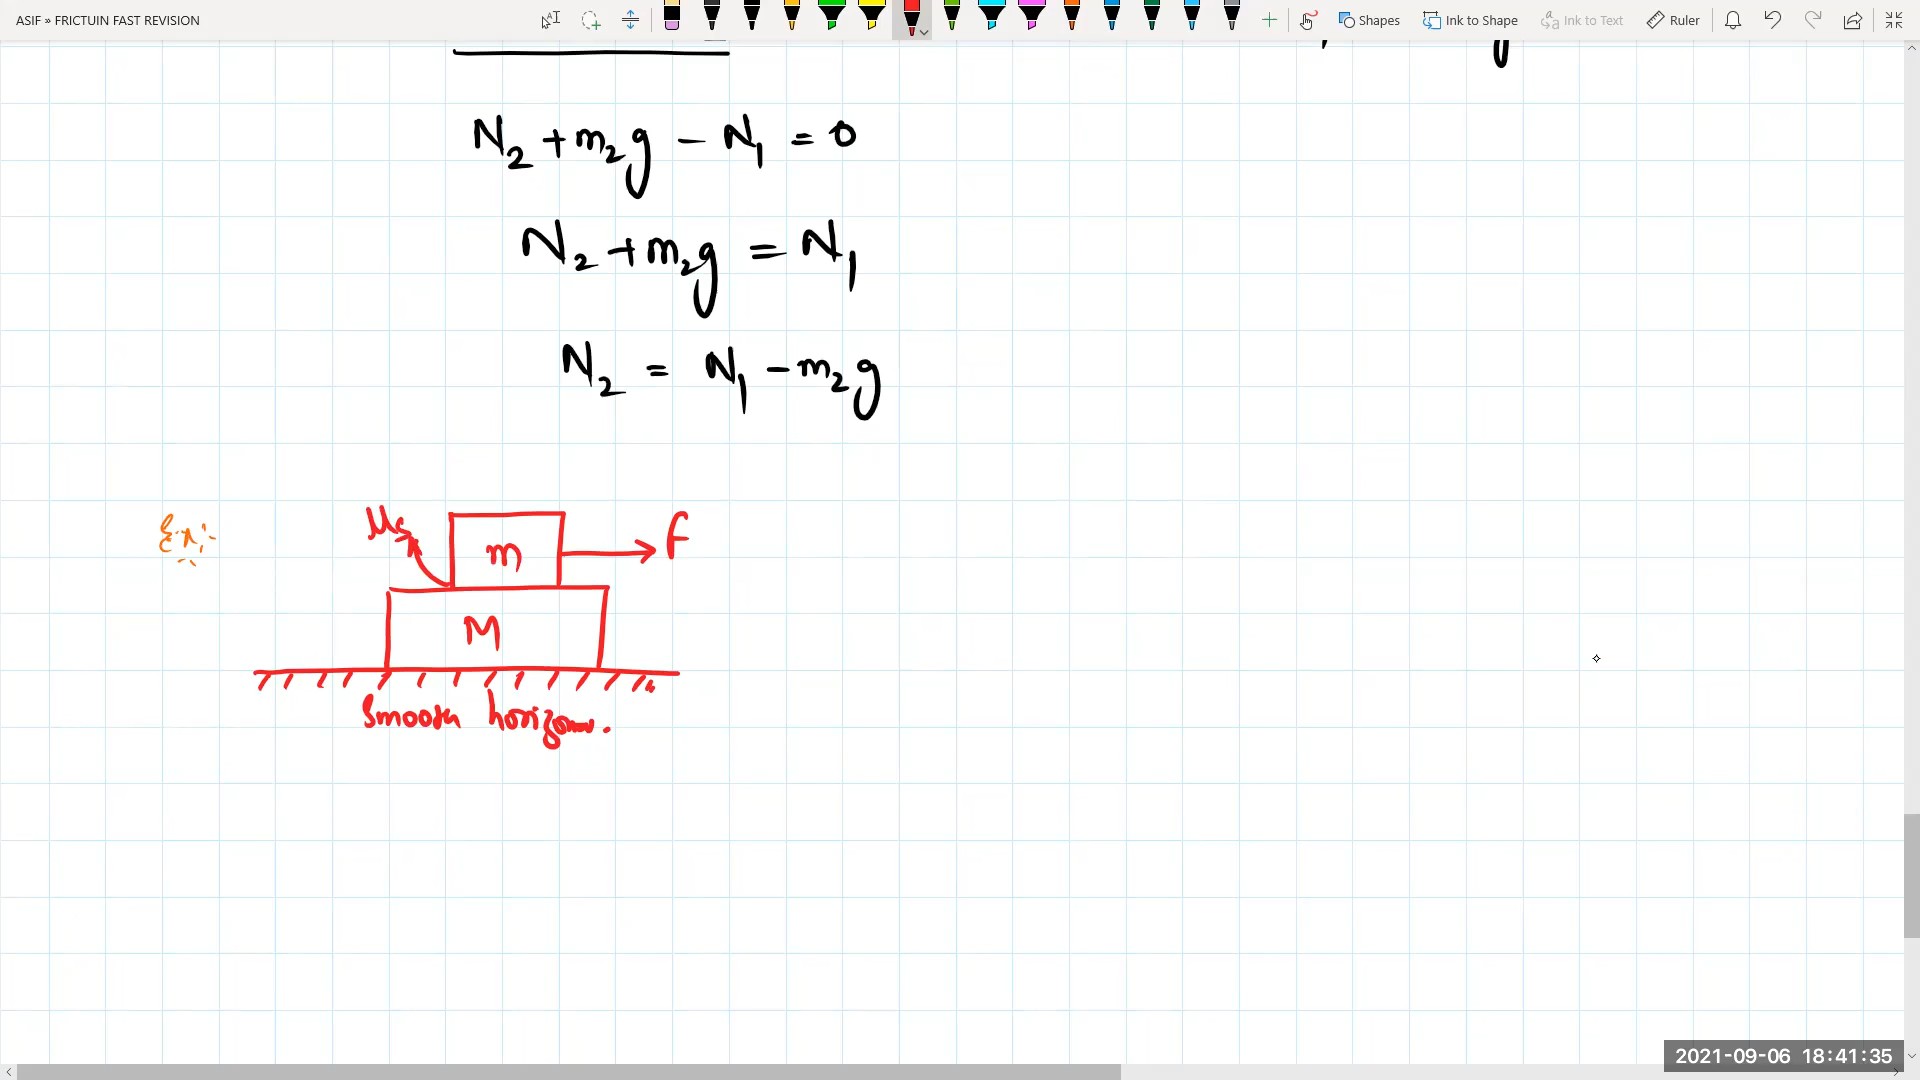 ASIF » FRICTUIN FAST REVISION
Shapes
Ink to Shape
Ink to Text
Ruler
N₂ + m₂g - N₁ = 0
N₂ + m₂g = N₁
N₂ = N₁ - m₂g
Ex:-
μs
m
F
M
Smooth
2021-09-06 18:41:35